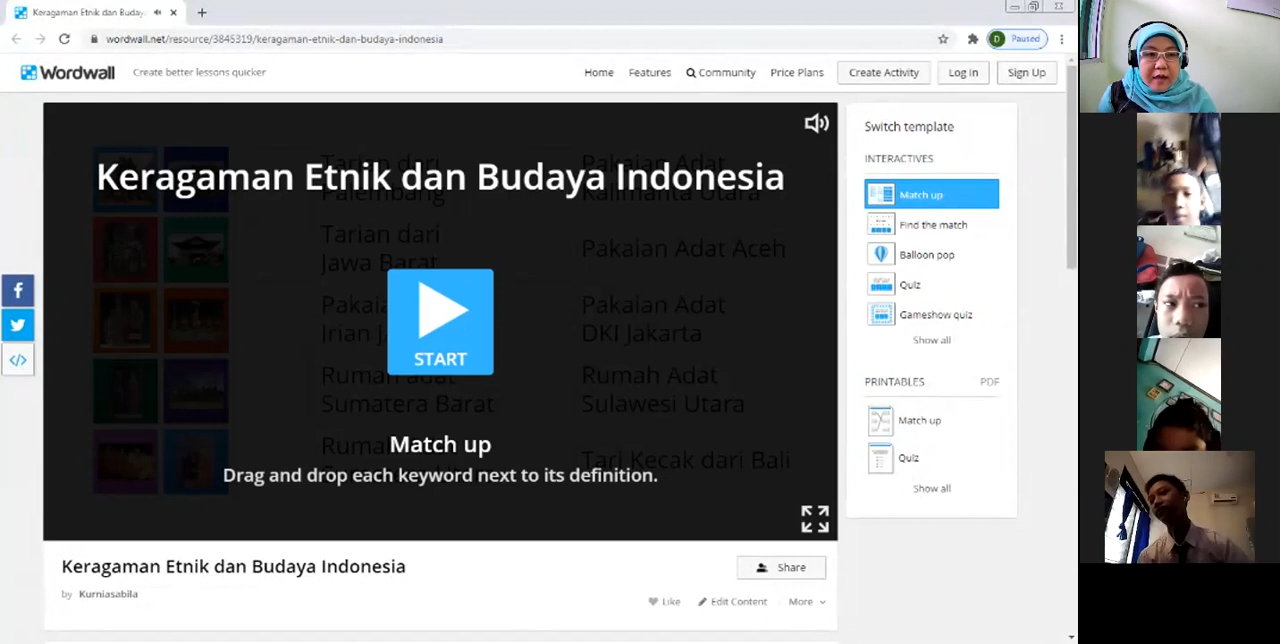 Keragaman Etnik dan Buday
wordwall.net/resource/3845319/keragaman-etnik-dan-budaya-indonesia
D Paused
Wordwall Create better lessons quicker
Home Features Community Price Plans Create Activity Log In Sign Up
Keragaman Etnik dan Budaya Indonesia
Tarian dari
Palembang
Pakaian Adat
Kalimanta Utara
Tarian dari
Jawa Barat
Pakaian Adat Aceh
Irian
Pakaian Adat
DKI Jakarta
Rumah adat
Sumatera Barat
Rumah Adat
Sulawesi Utara
Tari Kecak dari Bali
START
Match up
Drag and drop each keyword next to its definition.
Switch template
INTERACTIVES
Match up
Find the match
Balloon pop
Quiz
Gameshow quiz
Show all
PRINTABLES PDF
Match up
Quiz
Show all
Keragaman Etnik dan Budaya Indonesia
Share
by Kurniasabila
Like Edit Content More